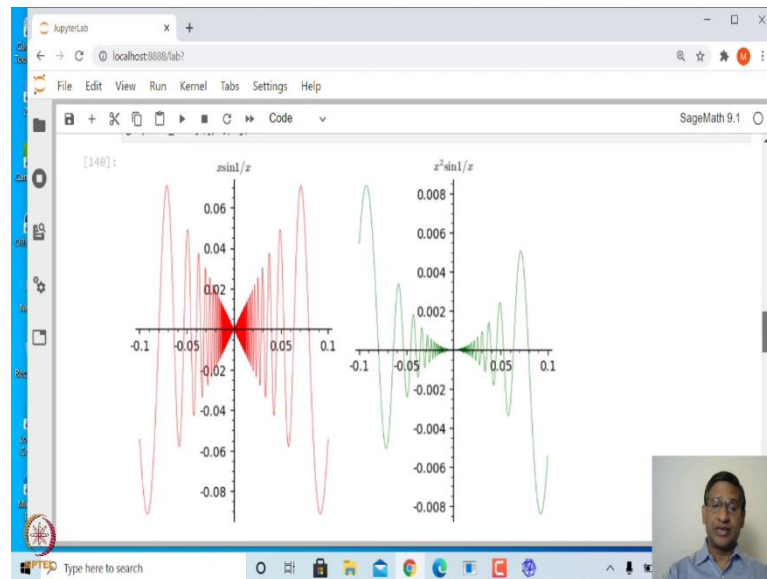 JupyterLab
localhost:8888/lab?
M
File Edit View Run Kernel Tabs Settings Help
Code
SageMath 9.1
[140]:
xsin1/x
x²sin1/x
0.06
0.04
0.02
-0.1 -0.05 0.05 0.1
-0.02
-0.04
-0.06
-0.08
0.008
0.006
0.004
0.002
-0.1 -0.05 0.05 0.1
-0.002
-0.004
-0.006
-0.008
NPTEL
Type here to search